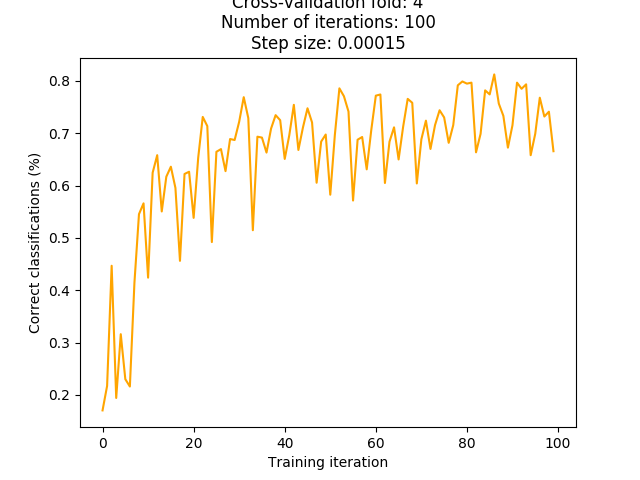 Cross-validation fold: 4
Number of iterations: 100
Step size: 0.00015
0.8
0.7
0.6
0.5
0.4
0.3
0.2
Correct classifications (%)
0 20 40 60 80 100
Training iteration